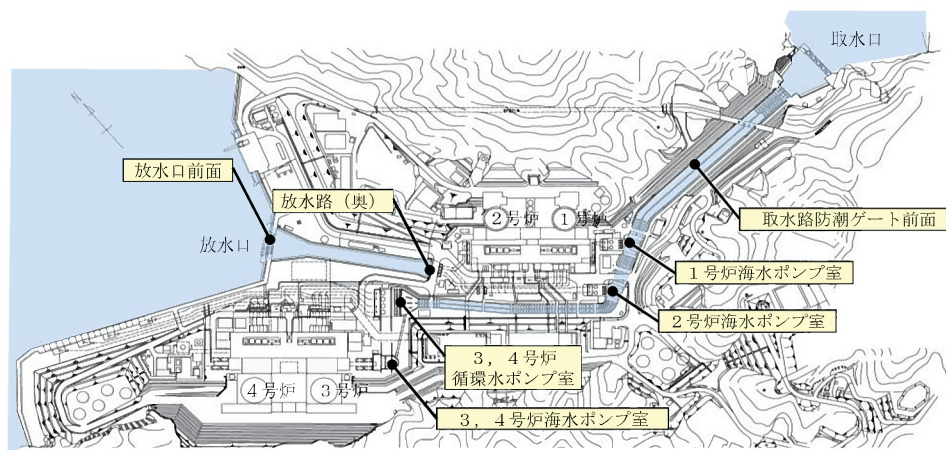 取水口
放水口前面
放水路（奥）
放水口
２号炉
１号炉
取水路防潮ゲート前面
１号炉海水ポンプ室
２号炉海水ポンプ室
３，４号炉
循環水ポンプ室
４号炉
３号炉
３，４号炉海水ポンプ室